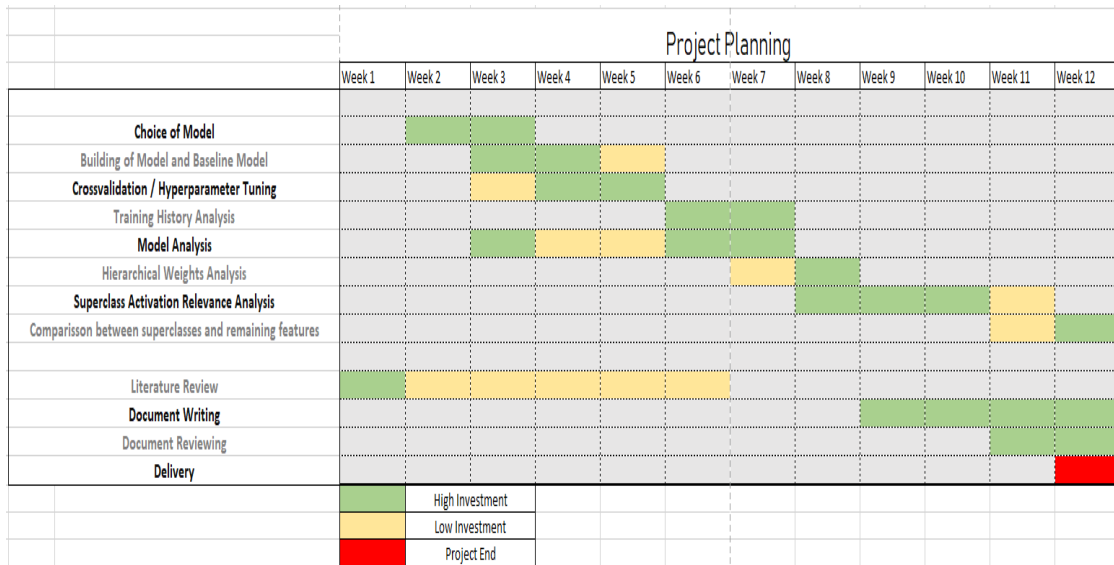 Project Planning
Week 1 Week 2 Week 3 Week 4 Week 5 Week 6 Week 7 Week 8 Week 9 Week 10 Week 11 Week 12
Choice of Model
Building of Model and Baseline Model
Crossvalidation / Hyperparameter Tuning
Training History Analysis
Model Analysis
Hierarchical Weights Analysis
Superclass Activation Relevance Analysis
Comparisson between superclasses and remaining features
Literature Review
Document Writing
Document Reviewing
Delivery
High Investment
Low Investment
Project End